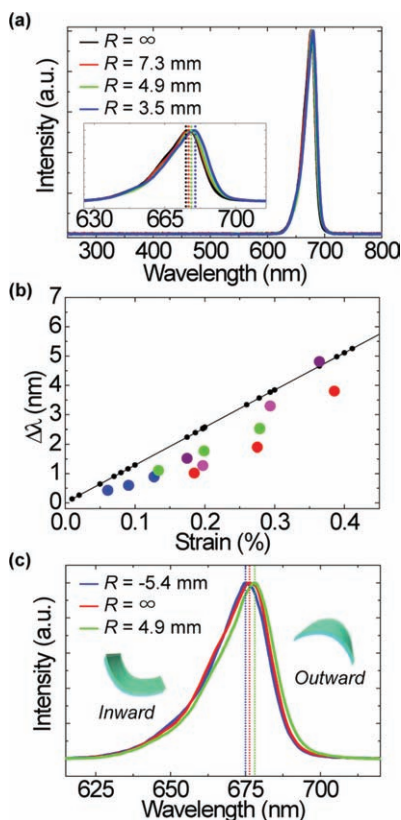 (a)
R = ∞
R = 7.3 mm
R = 4.9 mm
R = 3.5 mm
Intensity (a.u.)
630 665 700
300 400 500 600 700 800
Wavelength (nm)
(b)
7
6
5
4
3
2
1
0
Δλ (nm)
0.0 0.1 0.2 0.3 0.4
Strain (%)
(c)
R = -5.4 mm
R = ∞
R = 4.9 mm
Intensity (a.u.)
Inward
Outward
625 650 675 700
Wavelength (nm)